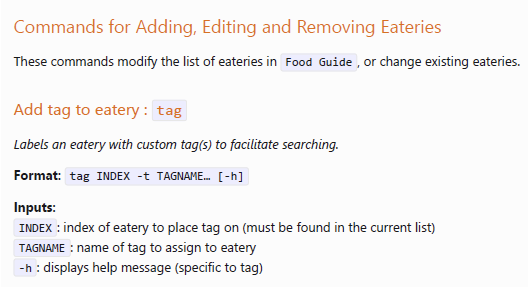 Commands for Adding, Editing and Removing Eateries
These commands modify the list of eateries in Food Guide, or change existing eateries.
Add tag to eatery : tag
Labels an eatery with custom tag(s) to facilitate searching.
Format: tag INDEX -t TAGNAME… [-h]
Inputs:
INDEX : index of eatery to place tag on (must be found in the current list)
TAGNAME : name of tag to assign to eatery
-h : displays help message (specific to tag)